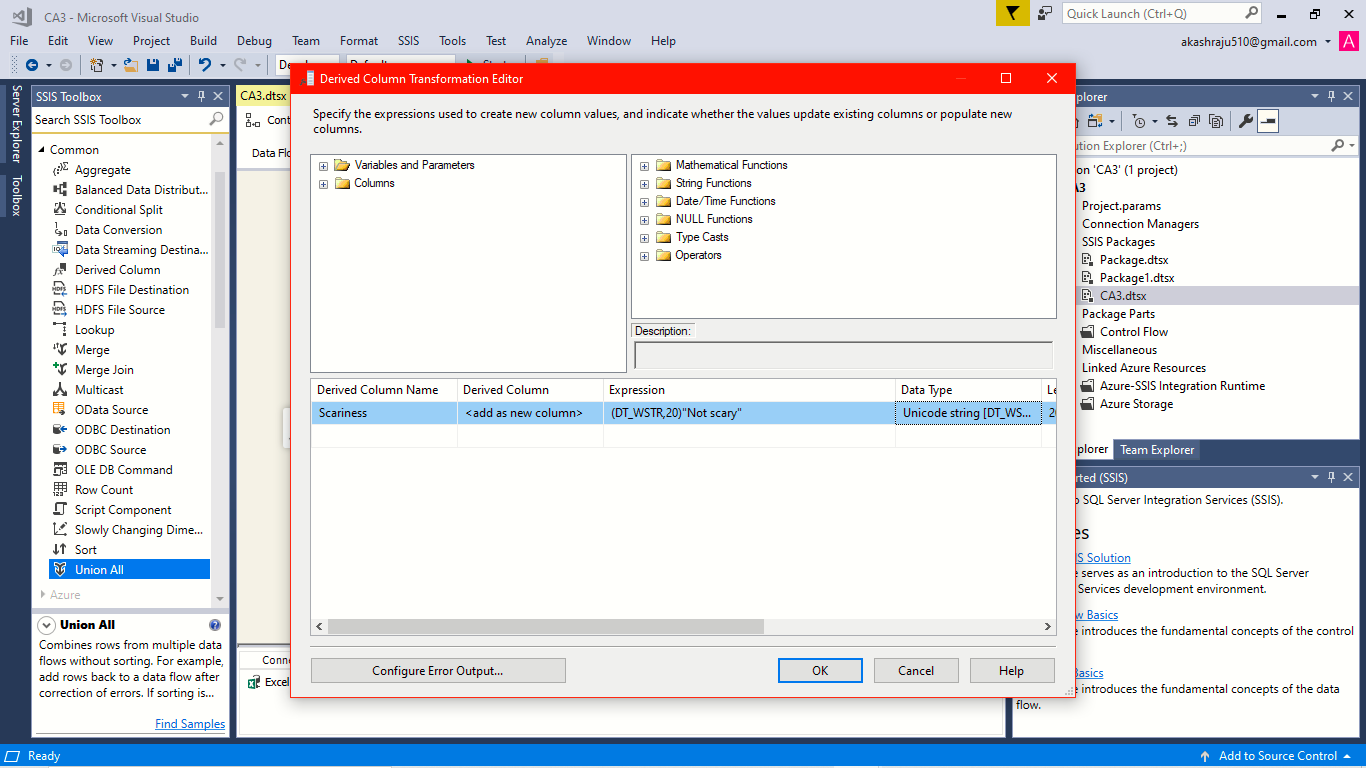 CA3 - Microsoft Visual Studio
Quick Launch (Ctrl+Q)
File Edit View Project Build Debug Team Format SSIS Tools Test Analyze Window Help
akashraju510@gmail.com
A
Server Explorer
Toolbox
SSIS Toolbox
Search SSIS Toolbox
Common
Aggregate
Balanced Data Distribut...
Conditional Split
Data Conversion
Data Streaming Destina...
Derived Column
HDFS File Destination
HDFS File Source
Lookup
Merge
Merge Join
Multicast
OData Source
ODBC Destination
ODBC Source
OLE DB Command
Row Count
Script Component
Slowly Changing Dime...
Sort
Union All
Azure
Union All
Combines rows from multiple data
flows without sorting. For example,
add rows back to a data flow after
correction of errors. If sorting is...
Find Samples
CA3.dtsx
Cont
Data Flo
Conne
Excel
Derived Column Transformation Editor
Specify the expressions used to create new column values, and indicate whether the values update existing columns or populate new
columns.
Variables and Parameters
Columns
Mathematical Functions
String Functions
Date/Time Functions
NULL Functions
Type Casts
Operators
Description:
Derived Column Name Derived Column Expression Data Type Le
Scariness <add as new column> (DT_WSTR,20)"Not scary" Unicode string [DT_WS... 20
Configure Error Output... OK Cancel Help
plorer
ution Explorer (Ctrl+;)
on 'CA3' (1 project)
A3
Project.params
Connection Managers
SSIS Packages
Package.dtsx
Package1.dtsx
CA3.dtsx
Package Parts
Control Flow
Miscellaneous
Linked Azure Resources
Azure-SSIS Integration Runtime
Azure Storage
plorer Team Explorer
rted (SSIS)
o SQL Server Integration Services (SSIS).
es
IS Solution
e serves as an introduction to the SQL Server
Services development environment.
w Basics
e introduces the fundamental concepts of the control
Basics
e introduces the fundamental concepts of the data
flow.
Ready
Add to Source Control